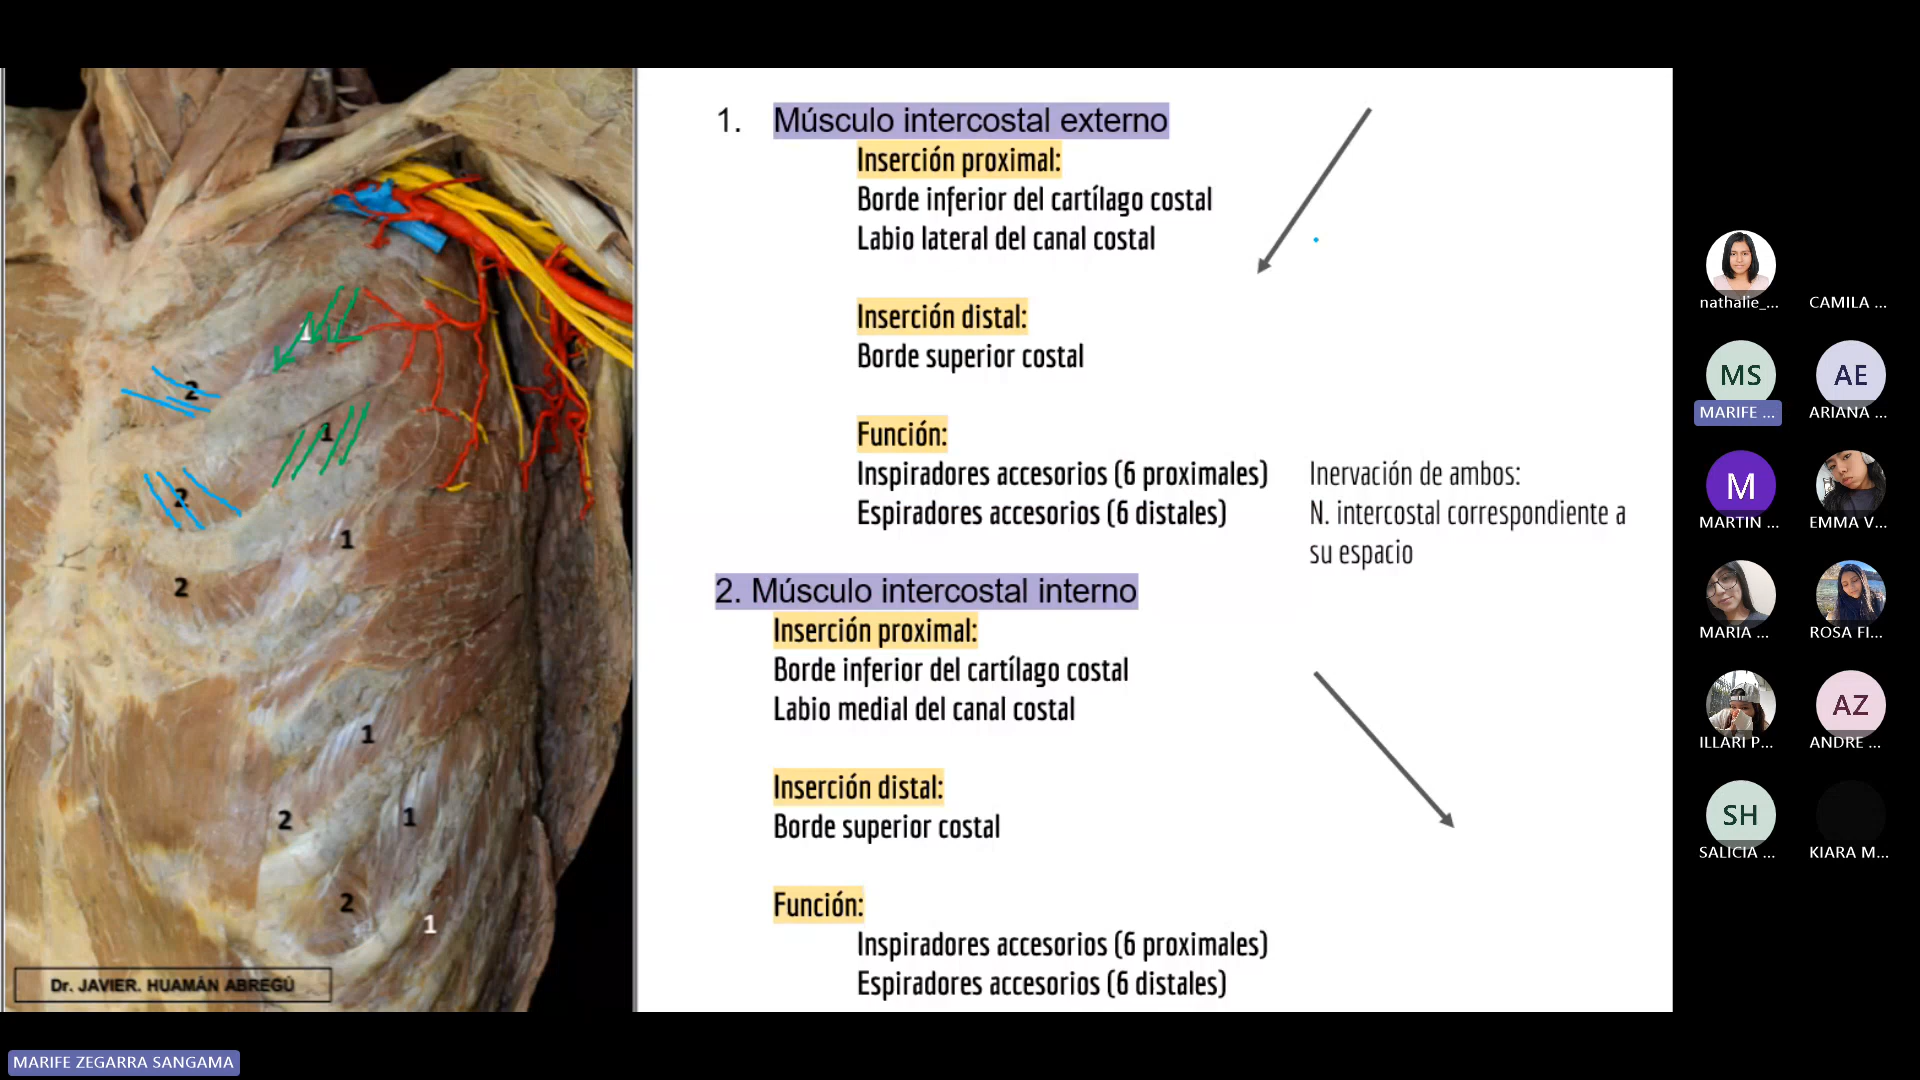 1. Músculo intercostal externo
Inserción proximal:
Borde inferior del cartílago costal
Labio lateral del canal costal
Inserción distal:
Borde superior costal
Función:
Inspiradores accesorios (6 proximales)
Espiradores accesorios (6 distales)
Inervación de ambos:
N. intercostal correspondiente a
su espacio
2. Músculo intercostal interno
Inserción proximal:
Borde inferior del cartílago costal
Labio medial del canal costal
Inserción distal:
Borde superior costal
Función:
Inspiradores accesorios (6 proximales)
Espiradores accesorios (6 distales)
1
2
1
2
1
2
1
2
1
2
1
Dr. JAVIER. HUAMÁN ABREGÚ
nathalie_...
CAMILA ...
MS
MARIFE ...
AE
ARIANA ...
M
MARTIN ...
EMMA V...
MARIA ...
ROSA FI...
ILLARI P...
AZ
ANDRE ...
SH
SALICIA ...
KIARA M...
MARIFE ZEGARRA SANGAMA